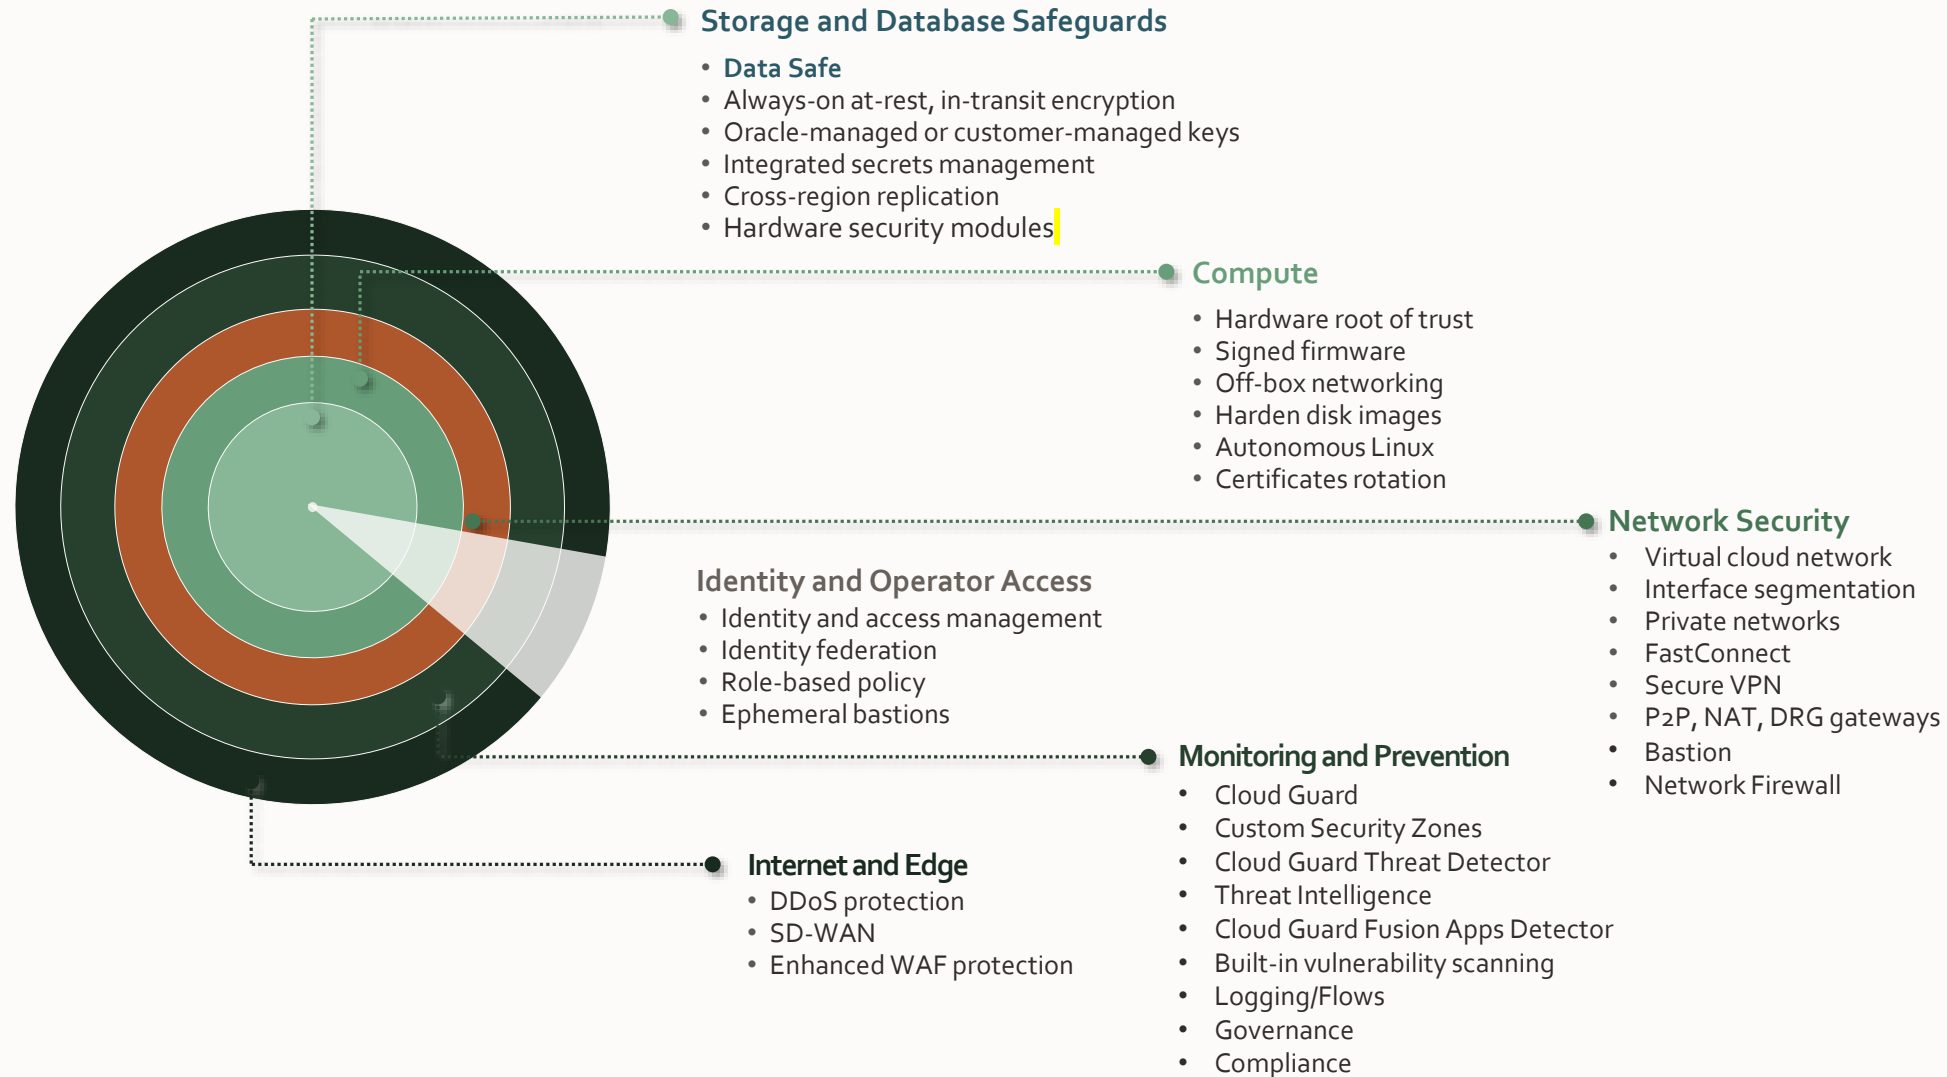 Storage and Database Safeguards
• Data Safe
• Always-on at-rest, in-transit encryption
• Oracle-managed or customer-managed keys
• Integrated secrets management
• Cross-region replication
• Hardware security modules
Compute
• Hardware root of trust
• Signed firmware
• Off-box networking
• Harden disk images
• Autonomous Linux
• Certificates rotation
Network Security
• Virtual cloud network
• Interface segmentation
• Private networks
• FastConnect
• Secure VPN
• P2P, NAT, DRG gateways
• Bastion
• Network Firewall
Identity and Operator Access
• Identity and access management
• Identity federation
• Role-based policy
• Ephemeral bastions
Monitoring and Prevention
• Cloud Guard
• Custom Security Zones
• Cloud Guard Threat Detector
• Threat Intelligence
• Cloud Guard Fusion Apps Detector
• Built-in vulnerability scanning
• Logging/Flows
• Governance
• Compliance
Internet and Edge
• DDoS protection
• SD-WAN
• Enhanced WAF protection